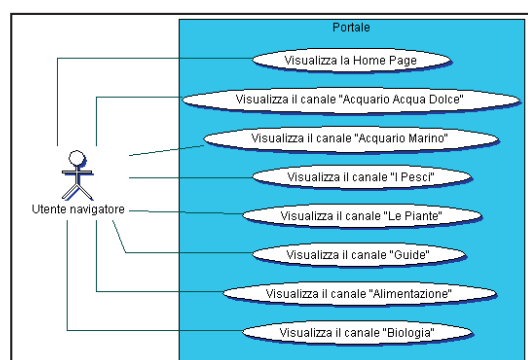 Portale
Visualizza la Home Page
Visualizza il canale "Acquario Acqua Dolce"
Visualizza il canale "Acquario Marino"
Visualizza il canale "I Pesci"
Utente navigatore
Visualizza il canale "Le Piante"
Visualizza il canale "Guide"
Visualizza il canale "Alimentazione"
Visualizza il canale "Biologia"